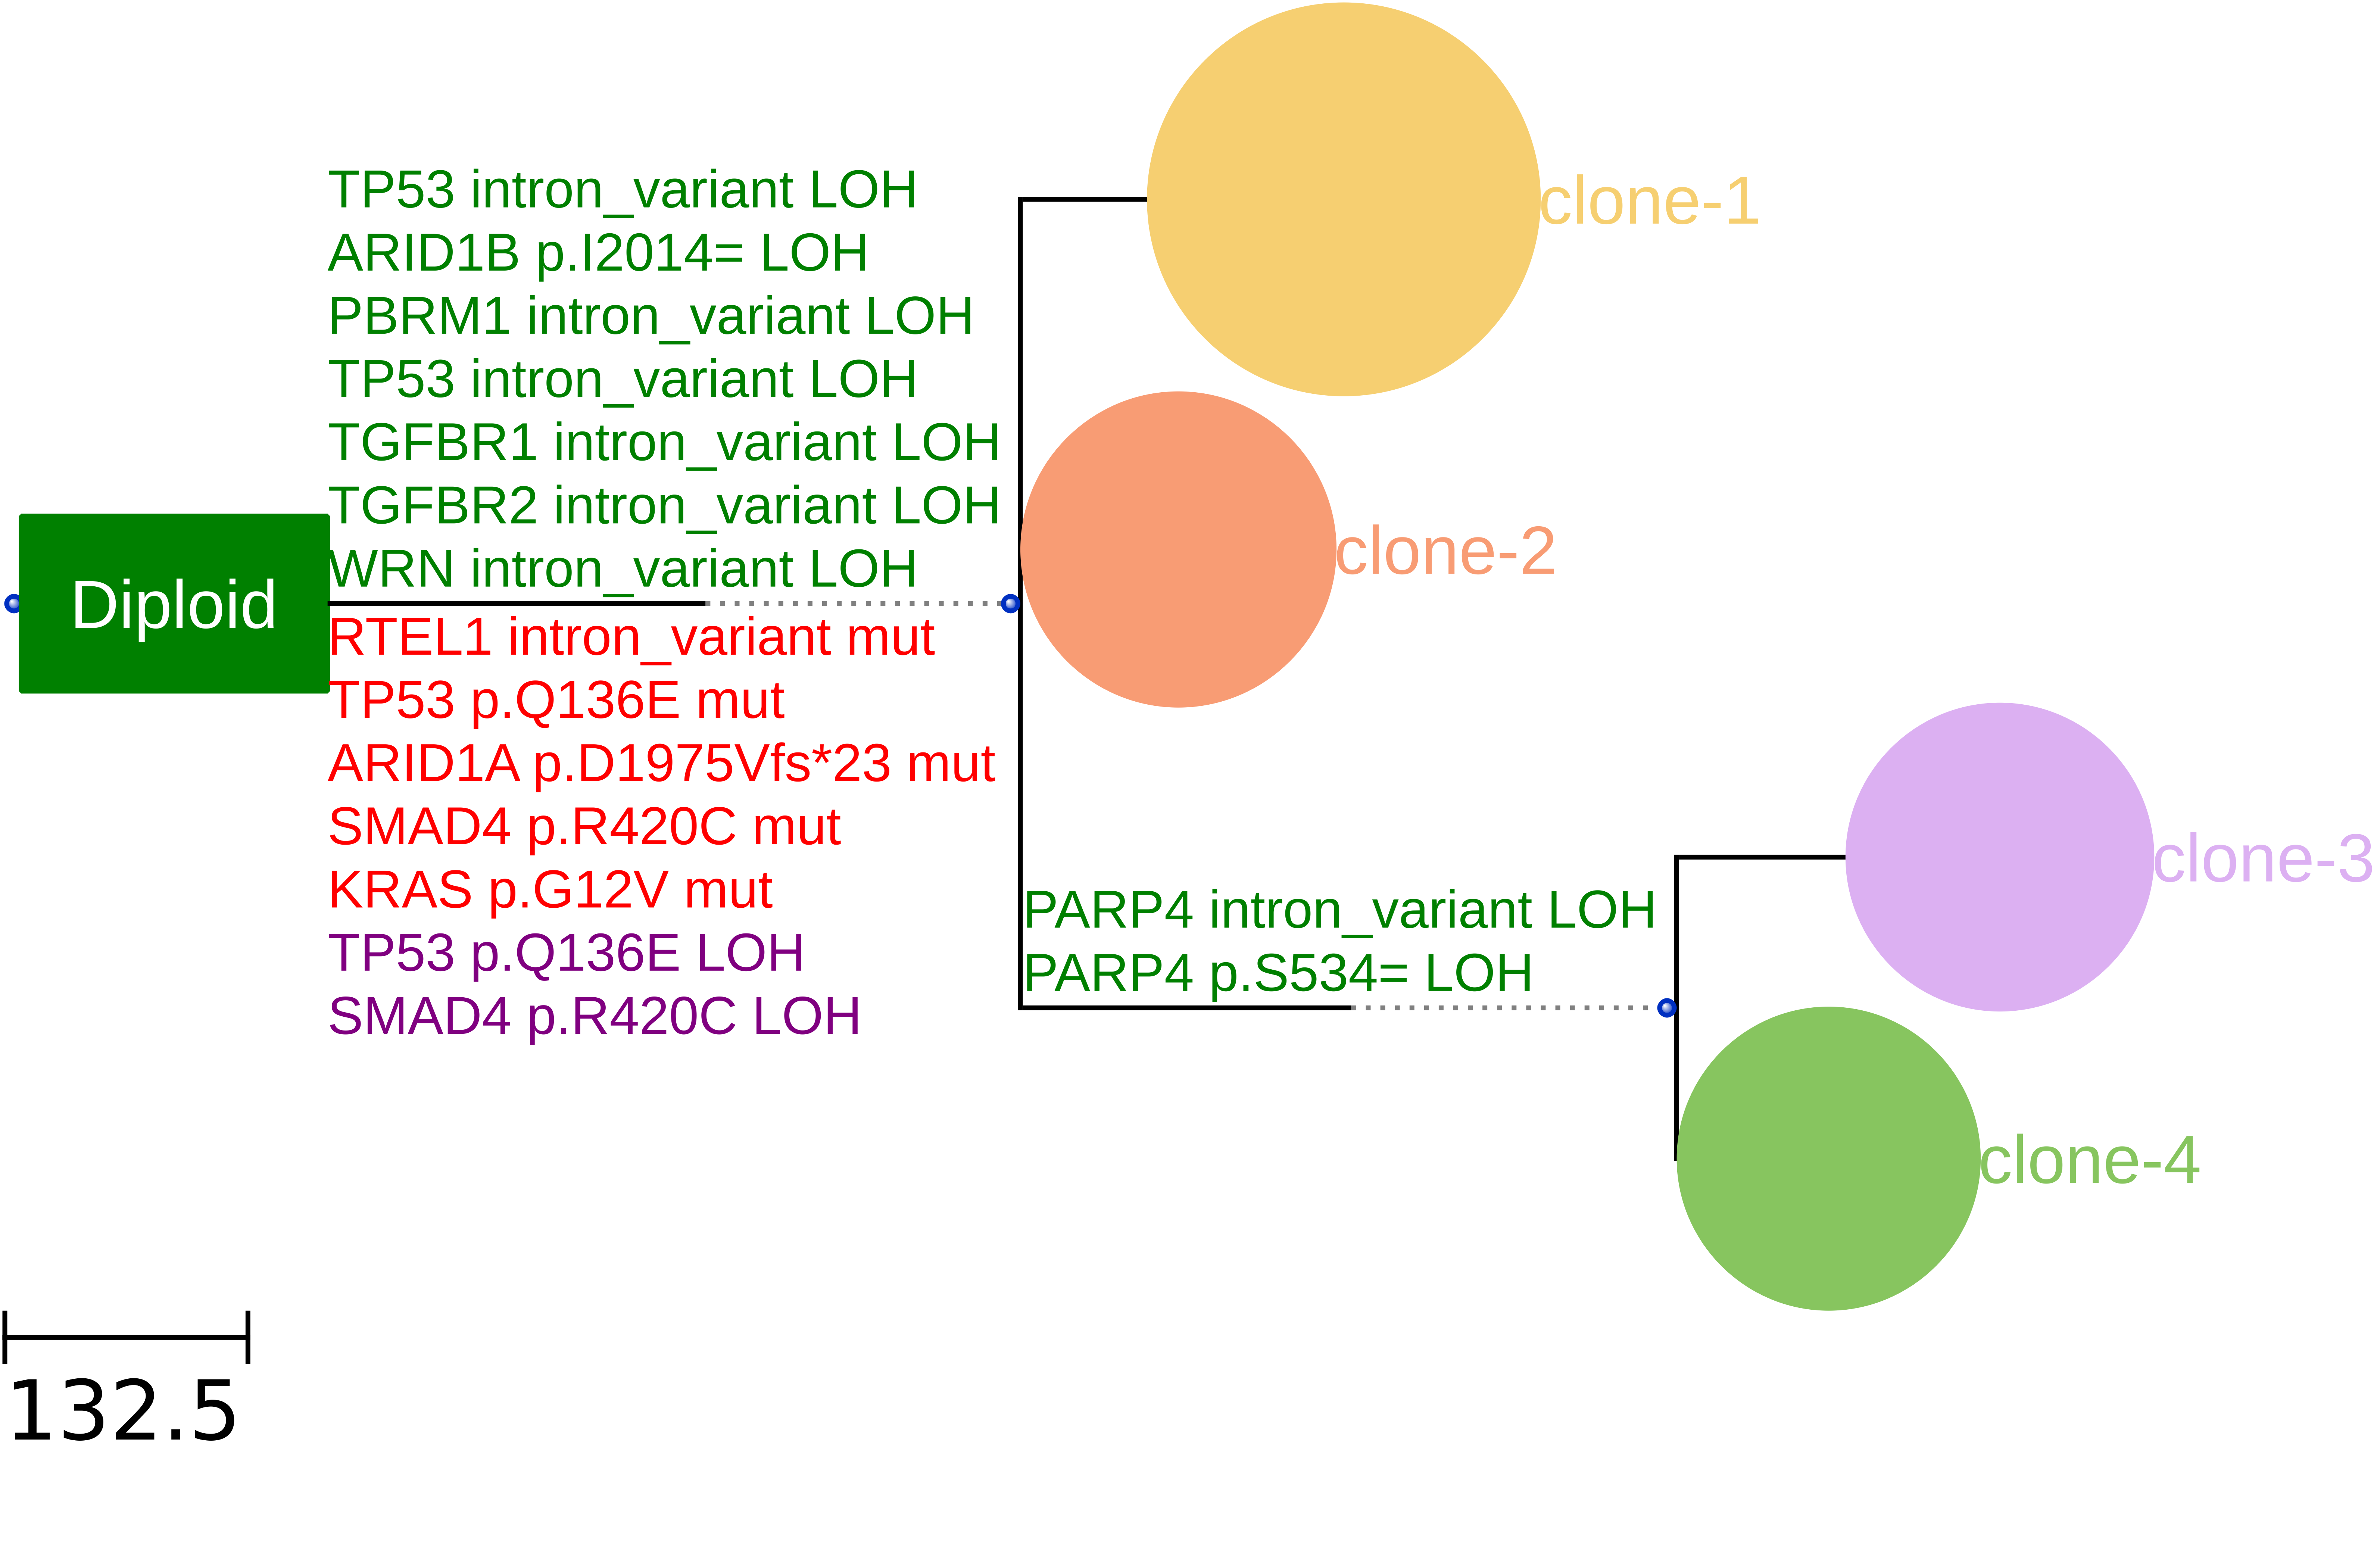 clone-1
TP53 intron_variant LOH
ARID1B p.I2014= LOH
PBRM1 intron_variant LOH
TP53 intron_variant LOH
TGFBR1 intron_variant LOH
TGFBR2 intron_variant LOH
WRN intron_variant LOH
clone-2
Diploid
RTEL1 intron_variant mut
TP53 p.Q136E mut
ARID1A p.D1975Vfs*23 mut
SMAD4 p.R420C mut
KRAS p.G12V mut
TP53 p.Q136E LOH
SMAD4 p.R420C LOH
clone-3
PARP4 intron_variant LOH
PARP4 p.S534= LOH
clone-4
132.5